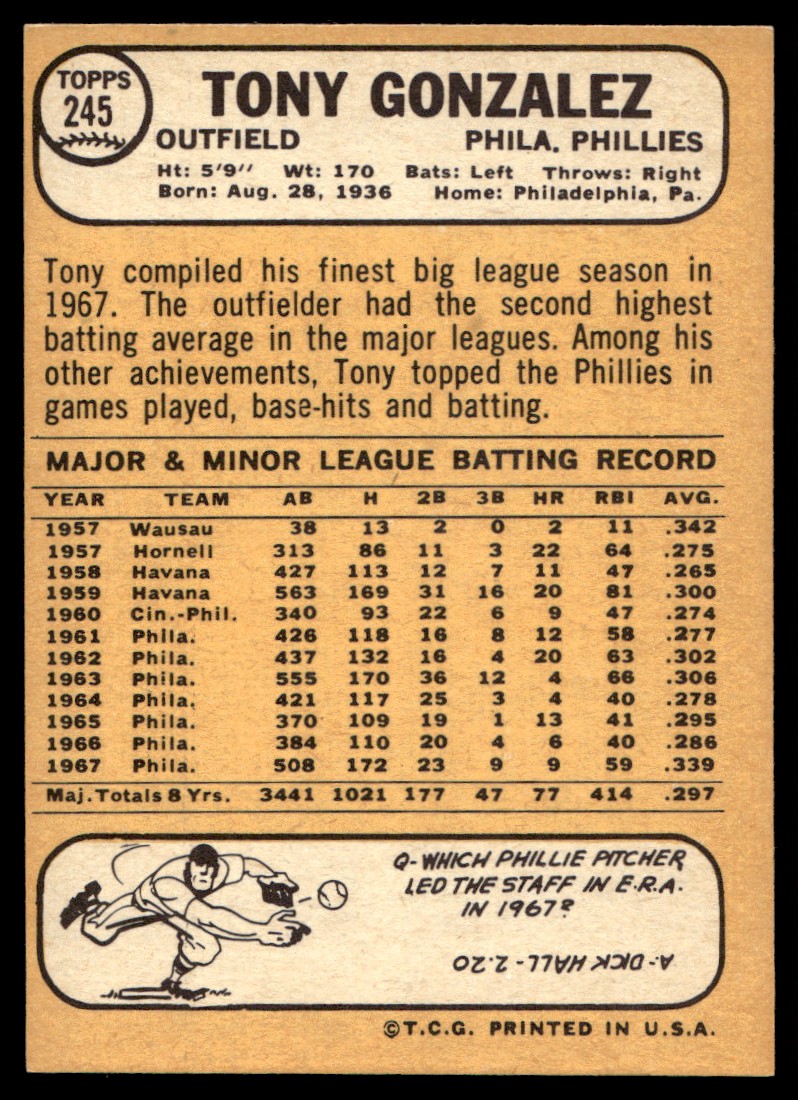 TOPPS
245
TONY GONZALEZ
OUTFIELD PHILA. PHILLIES
Ht: 5'9" Wt: 170 Bats: Left Throws: Right
Born: Aug. 28, 1936 Home: Philadelphia, Pa.
Tony compiled his finest big league season in
1967. The outfielder had the second highest
batting average in the major leagues. Among his
other achievements, Tony topped the Phillies in
games played, base-hits and batting.
MAJOR & MINOR LEAGUE BATTING RECORD
YEAR TEAM AB H 2B 3B HR RBI AVG.
1957 Wausau 38 13 2 0 2 11 .342
1957 Hornell 313 86 11 3 22 64 .275
1958 Havana 427 113 12 7 11 47 .265
1959 Havana 563 169 31 16 20 81 .300
1960 Cin.-Phil. 340 93 22 6 9 47 .274
1961 Phila. 426 118 16 8 12 58 .277
1962 Phila. 437 132 16 4 20 63 .302
1963 Phila. 555 170 36 12 4 66 .306
1964 Phila. 421 117 25 3 4 40 .278
1965 Phila. 370 109 19 1 13 41 .295
1966 Phila. 384 110 20 4 6 40 .286
1967 Phila. 508 172 23 9 9 59 .339
Maj. Totals 8 Yrs. 3441 1021 177 47 77 414 .297
Q-WHICH PHILLIE PITCHER
LED THE STAFF IN E.R.A.
IN 1967?
A-DICK HALL-2.20
©T.C.G. PRINTED IN U.S.A.